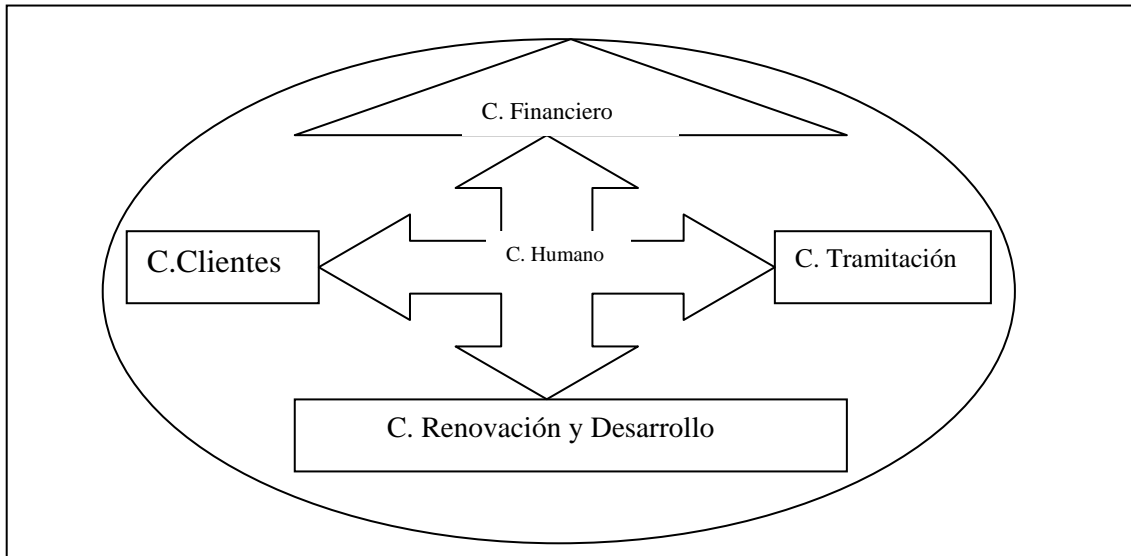 C. Financiero
C.Clientes
C. Humano
C. Tramitación
C. Renovación y Desarrollo